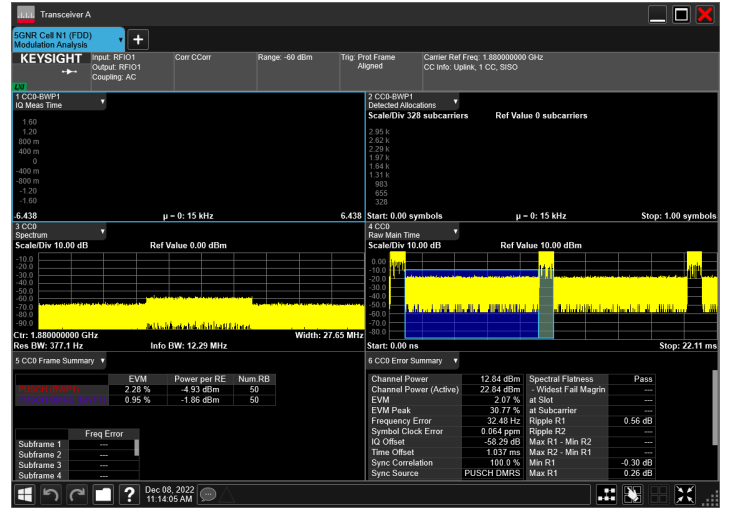 Transceiver A
5GNR Cell N1 (FDD)
Modulation Analysis
KEYSIGHT
LXI
Input: RFIO1
Output: RFIO1
Coupling: AC
Corr CCorr
Range: -60 dBm
Trig: Prot Frame
Aligned
Carrier Ref Freq: 1.880000000 GHz
CC Info: Uplink, 1 CC, SISO
1 CC0-BWP1
IQ Meas Time
1.60
1.20
800 m
400 m
0
-400 m
-800 m
-1.20
-1.60
-6.438
μ = 0: 15 kHz
6.438
2 CC0-BWP1
Detected Allocations
Scale/Div 328 subcarriers
Ref Value 0 subcarriers
2.95 k
2.62 k
2.29 k
1.97 k
1.64 k
1.31 k
983
655
328
Start: 0.00 symbols
μ = 0: 15 kHz
Stop: 1.00 symbols
3 CC0
Spectrum
Scale/Div 10.00 dB
Ref Value 0.00 dBm
-10.0
-20.0
-30.0
-40.0
-50.0
-60.0
-70.0
-80.0
-90.0
Ctr: 1.880000000 GHz
Width: 27.65 MHz
Res BW: 377.1 Hz
Info BW: 12.29 MHz
4 CC0
Raw Main Time
Scale/Div 10.00 dB
Ref Value 10.00 dBm
0.00
-10.0
-20.0
-30.0
-40.0
-50.0
-60.0
-70.0
-80.0
Start: 0.00 ns
Stop: 22.11 ms
5 CC0 Frame Summary
EVM Power per RE Num.RB
2.28 % -4.93 dBm 50
0.95 % -1.86 dBm 50
Freq Error
Subframe 1 ---
Subframe 2 ---
Subframe 3 ---
Subframe 4 ---
6 CC0 Error Summary
Channel Power 12.84 dBm Spectral Flatness Pass
Channel Power (Active) 22.84 dBm - Widest Fail Magrin ---
EVM 2.07 % at Slot ---
EVM Peak 30.77 % at Subcarrier ---
Frequency Error 32.48 Hz Ripple R1 0.56 dB
Symbol Clock Error 0.064 ppm Ripple R2 ---
IQ Offset -58.29 dB Max R1 - Min R2 ---
Time Offset 1.037 ms Max R2 - Min R1 ---
Sync Correlation 100.0 % Min R1 -0.30 dB
Sync Source PUSCH DMRS Max R1 0.26 dB
?
Dec 08, 2022
11:14:05 AM